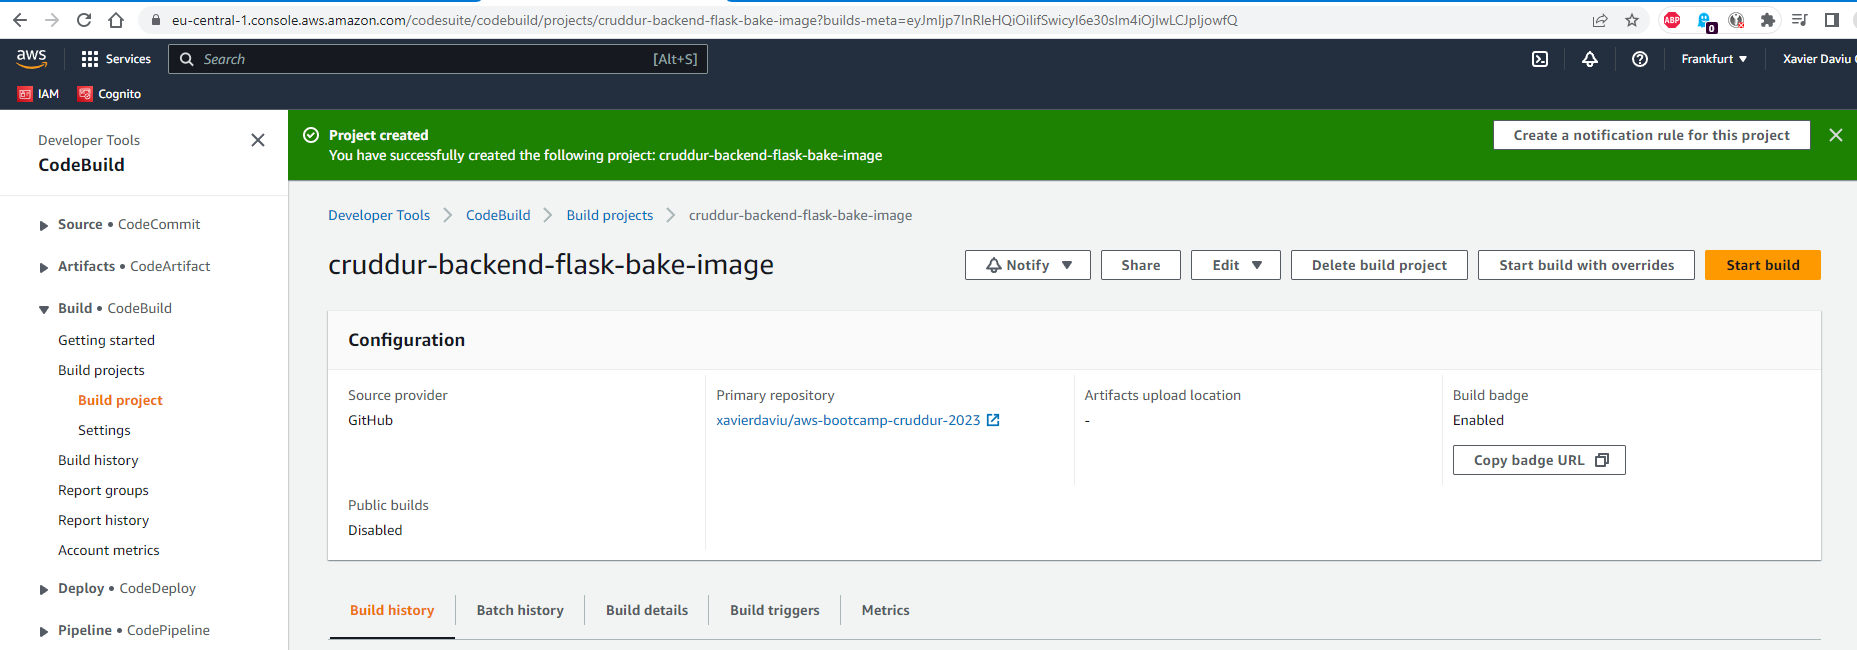 eu-central-1.console.aws.amazon.com/codesuite/codebuild/projects/cruddur-backend-flask-bake-image?builds-meta=eyJmIjp7InRleHQiOiIifSwicyI6e30sIm4iOjIwLCJpIjowfQ
ABP
0
aws
Services
Search
[Alt+S]
Frankfurt
Xavier Daviu
IAM
Cognito
Developer Tools
CodeBuild
Source • CodeCommit
Artifacts • CodeArtifact
Build • CodeBuild
Getting started
Build projects
Build project
Settings
Build history
Report groups
Report history
Account metrics
Deploy • CodeDeploy
Pipeline • CodePipeline
Project created
You have successfully created the following project: cruddur-backend-flask-bake-image
Create a notification rule for this project
Developer Tools
CodeBuild
Build projects
cruddur-backend-flask-bake-image
cruddur-backend-flask-bake-image
Notify
Share
Edit
Delete build project
Start build with overrides
Start build
Configuration
Source provider
GitHub
Primary repository
xavierdaviu/aws-bootcamp-cruddur-2023
Artifacts upload location
-
Build badge
Enabled
Copy badge URL
Public builds
Disabled
Build history
Batch history
Build details
Build triggers
Metrics